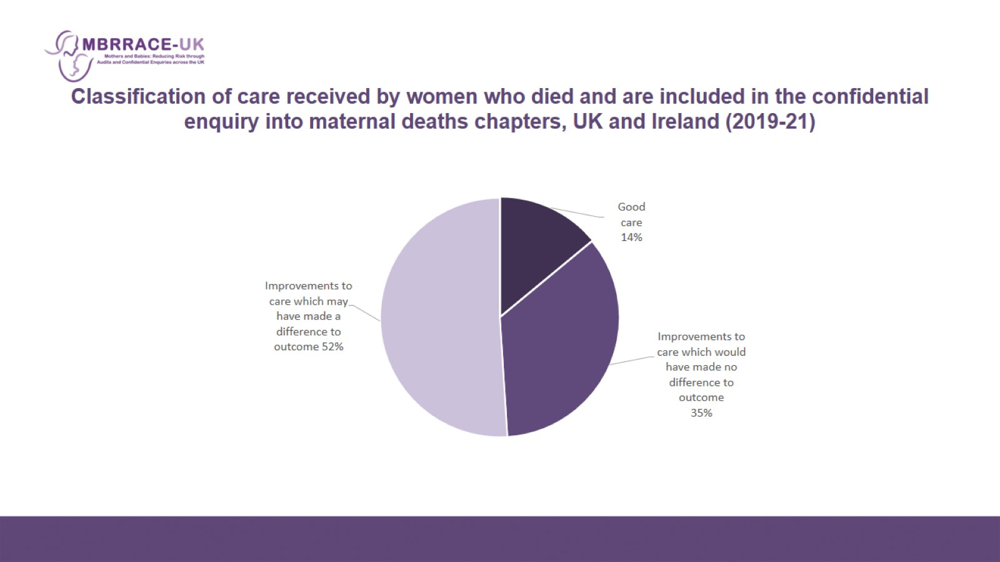 MBRRACE-UK
Mothers and Babies: Reducing Risk through
Audits and Confidential Enquiries across the UK
Classification of care received by women who died and are included in the confidential
enquiry into maternal deaths chapters, UK and Ireland (2019-21)
Good
care
14%
Improvements to
care which may
have made a
difference to
outcome 52%
Improvements to
care which would
have made no
difference to
outcome
35%